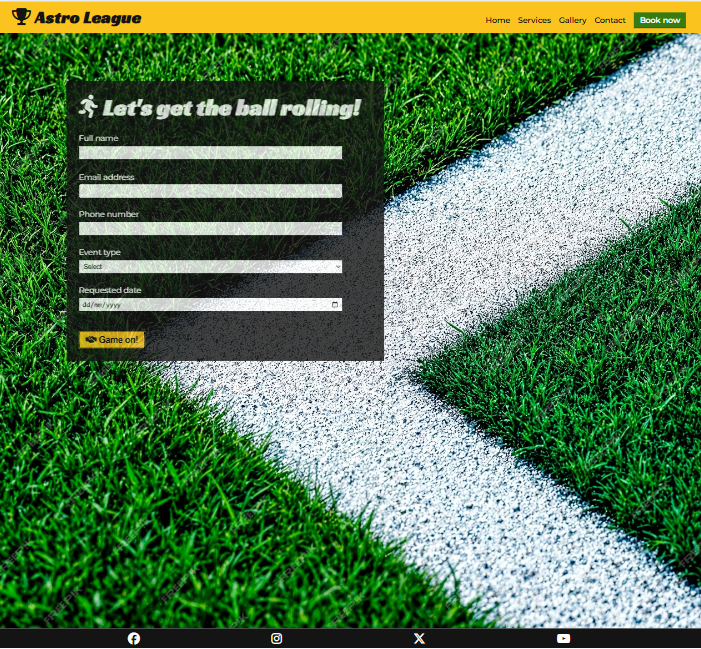 Astro League
Home Services Gallery Contact Book now
Let's get the ball rolling!
Full name
Email address
Phone number
Event type
Select
Requested date
dd/mm/yyyy
Game on!
FREEPIK